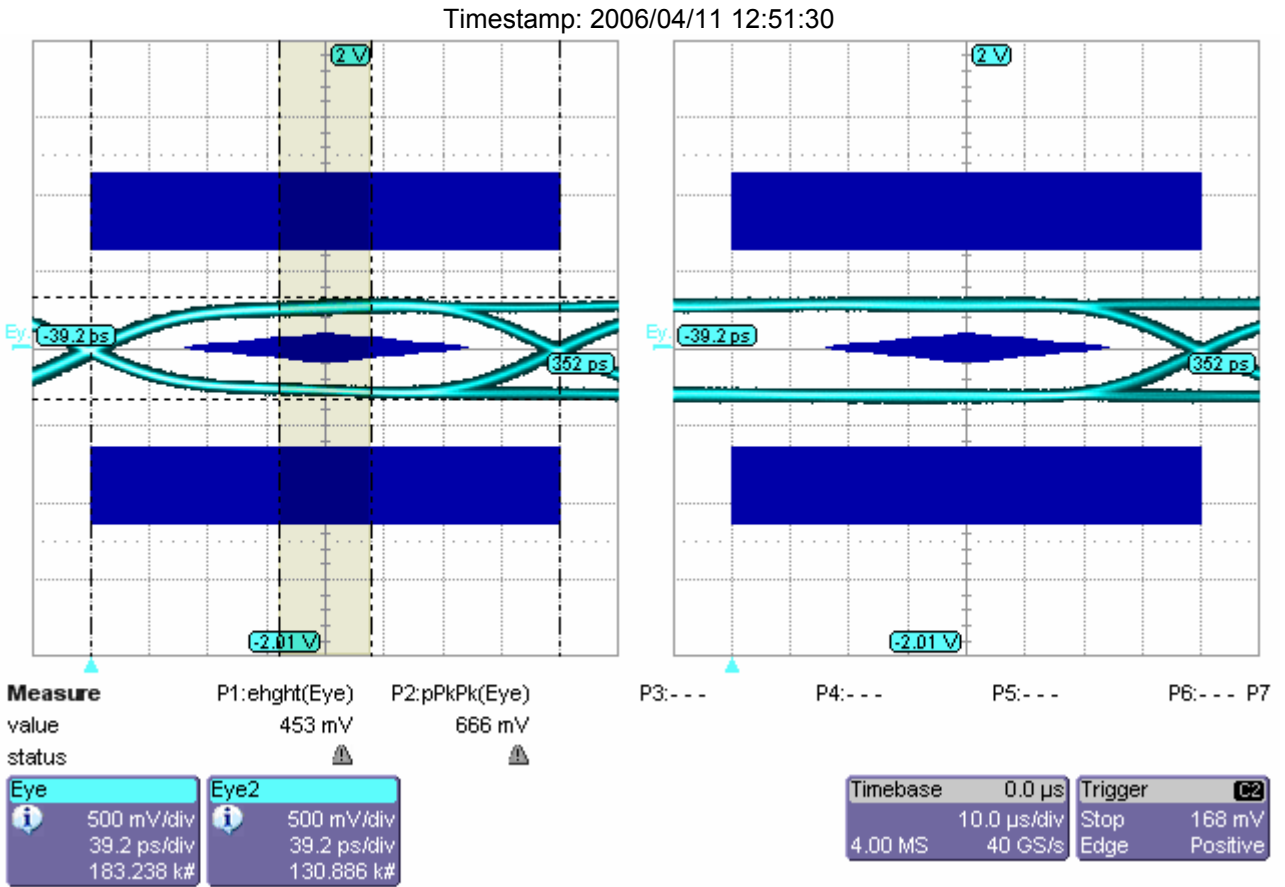 Timestamp: 2006/04/11 12:51:30
2 V
2 V
Ey.
-39.2 ps
352 ps
Ey.
-39.2 ps
352 ps
-2.01 V
-2.01 V
Measure P1:ehght(Eye) P2:pPkPk(Eye) P3:- - - P4:- - - P5:- - - P6:- - - P7
value 453 mV 666 mV
status
Eye
500 mV/div
39.2 ps/div
183.238 k#
Eye2
500 mV/div
39.2 ps/div
130.886 k#
Timebase 0.0 µs
10.0 µs/div
4.00 MS 40 GS/s
Trigger C2
Stop 168 mV
Edge Positive